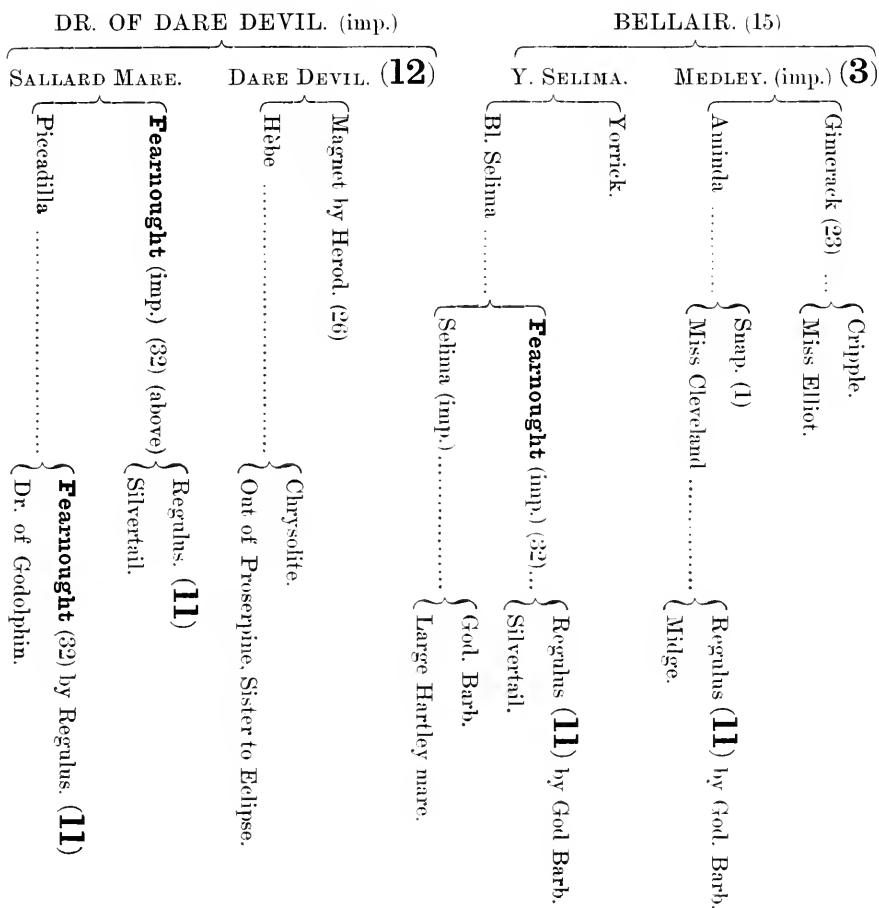 DR. OF DARE DEVIL. (imp.)
BELLAIR. (15)
SALLARD MARE.
DARE DEVIL. (12)
Y. SELIMA.
MEDLEY. (imp.) (3)
Gimcrack (23) ...
Cripple.
Miss Elliot.
Aminda ..........
Snap. (1)
Miss Cleveland ..........
Regulus (11) by God. Barb.
Midge.
Yorrick.
Bl. Selima ......
Fearnought (imp.) (32)...
Regulus (11) by God Barb.
Silvertail.
Selima (imp.)...............
God. Barb.
Large Hartley mare.
Magnet by Herod. (26)
Hèbe ..............................
Chrysolite.
Out of Proserpine, Sister to Eclipse.
Fearnought (imp.) (32) (above)
Regulus. (11)
Silvertail.
Piccadilla ....................
Fearnought (32) by Regulus. (11)
Dr. of Godolphin.